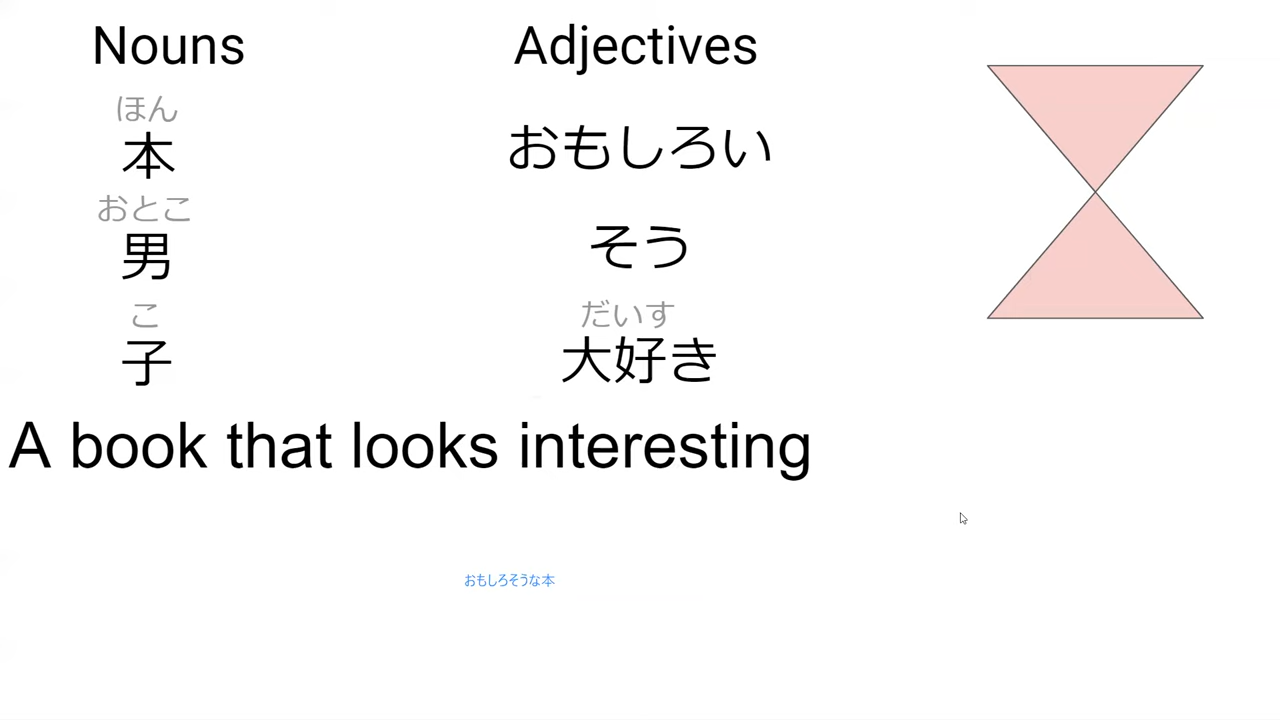 Nouns
ほん
本
おとこ
男
こ
子
Adjectives
おもしろい
そう
だいす
大好き
A book that looks interesting
おもしろそうな本